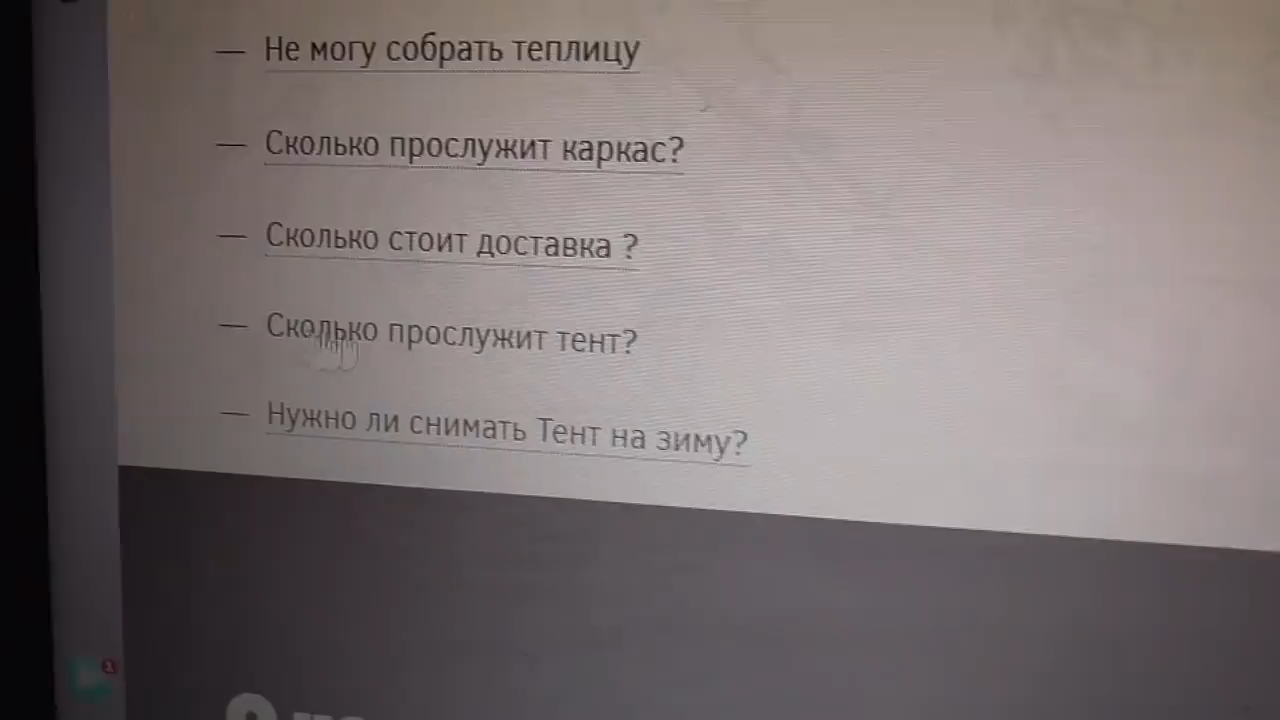 — Не могу собрать теплицу
— Сколько прослужит каркас?
— Сколько стоит доставка ?
— Сколько прослужит тент?
— Нужно ли снимать Тент на зиму?
1